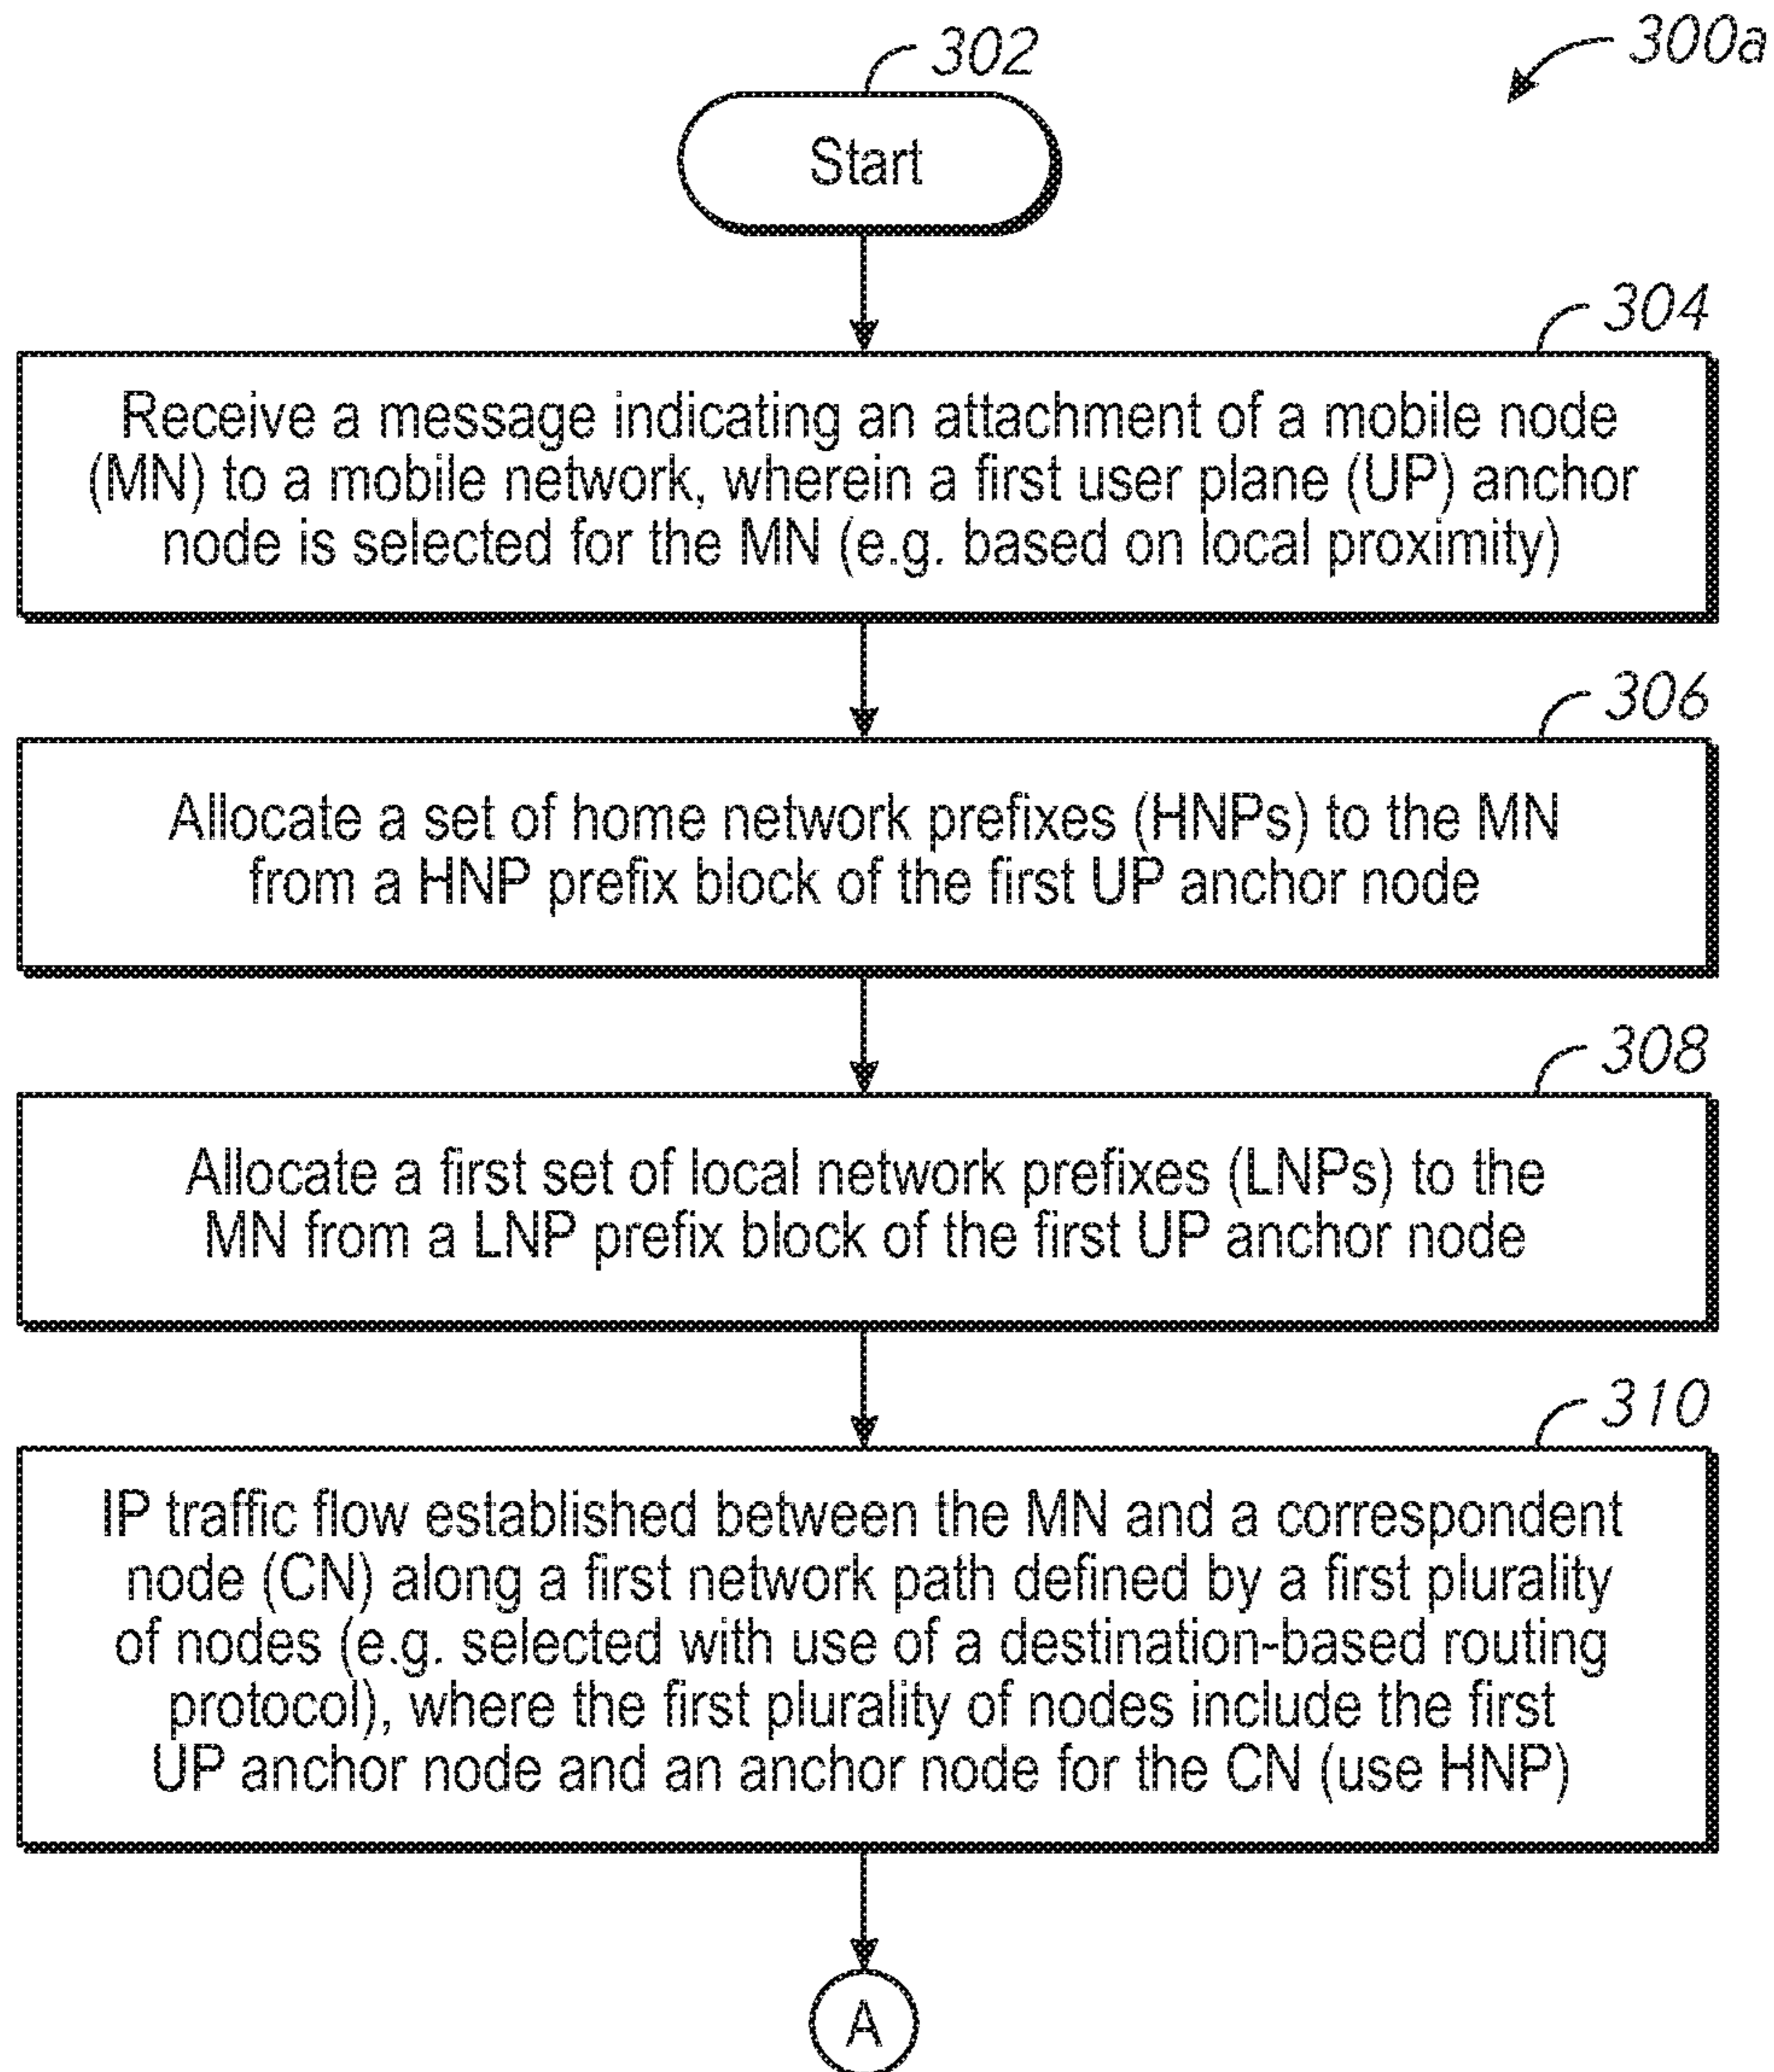 302
300a
Start
304
Receive a message indicating an attachment of a mobile node
(MN) to a mobile network, wherein a first user plane (UP) anchor
node is selected for the MN (e.g. based on local proximity)
306
Allocate a set of home network prefixes (HNPs) to the MN
from a HNP prefix block of the first UP anchor node
308
Allocate a first set of local network prefixes (LNPs) to the
MN from a LNP prefix block of the first UP anchor node
310
IP traffic flow established between the MN and a correspondent
node (CN) along a first network path defined by a first plurality
of nodes (e.g. selected with use of a destination-based routing
protocol), where the first plurality of nodes include the first
UP anchor node and an anchor node for the CN (use HNP)
A